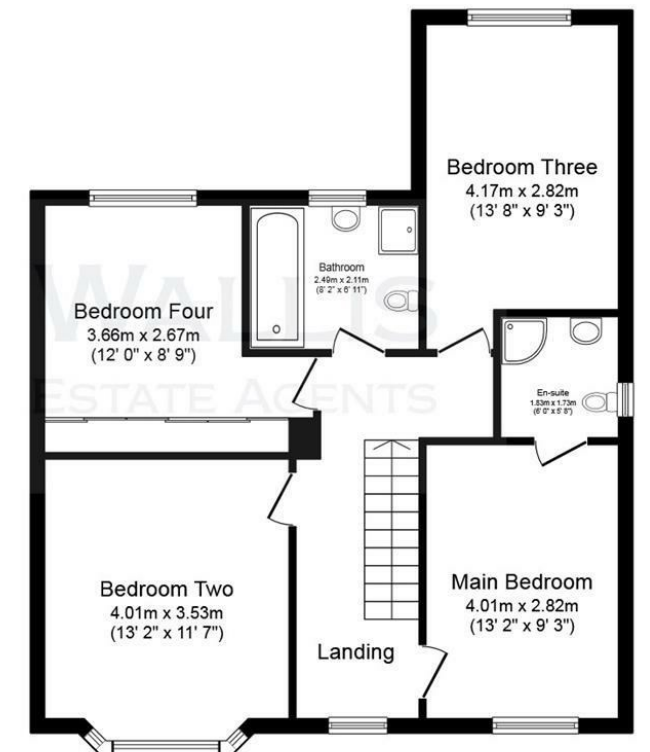 Bedroom Three
4.17m x 2.82m
(13' 8" x 9' 3")
Bathroom
2.49m x 2.11m
(8' 2" x 6' 11")
WALLIS
ESTATE AGENTS
Bedroom Four
3.66m x 2.67m
(12' 0" x 8' 9")
En-suite
1.83m x 1.73m
(6' 0" x 5' 8")
Bedroom Two
4.01m x 3.53m
(13' 2" x 11' 7")
Main Bedroom
4.01m x 2.82m
(13' 2" x 9' 3")
Landing